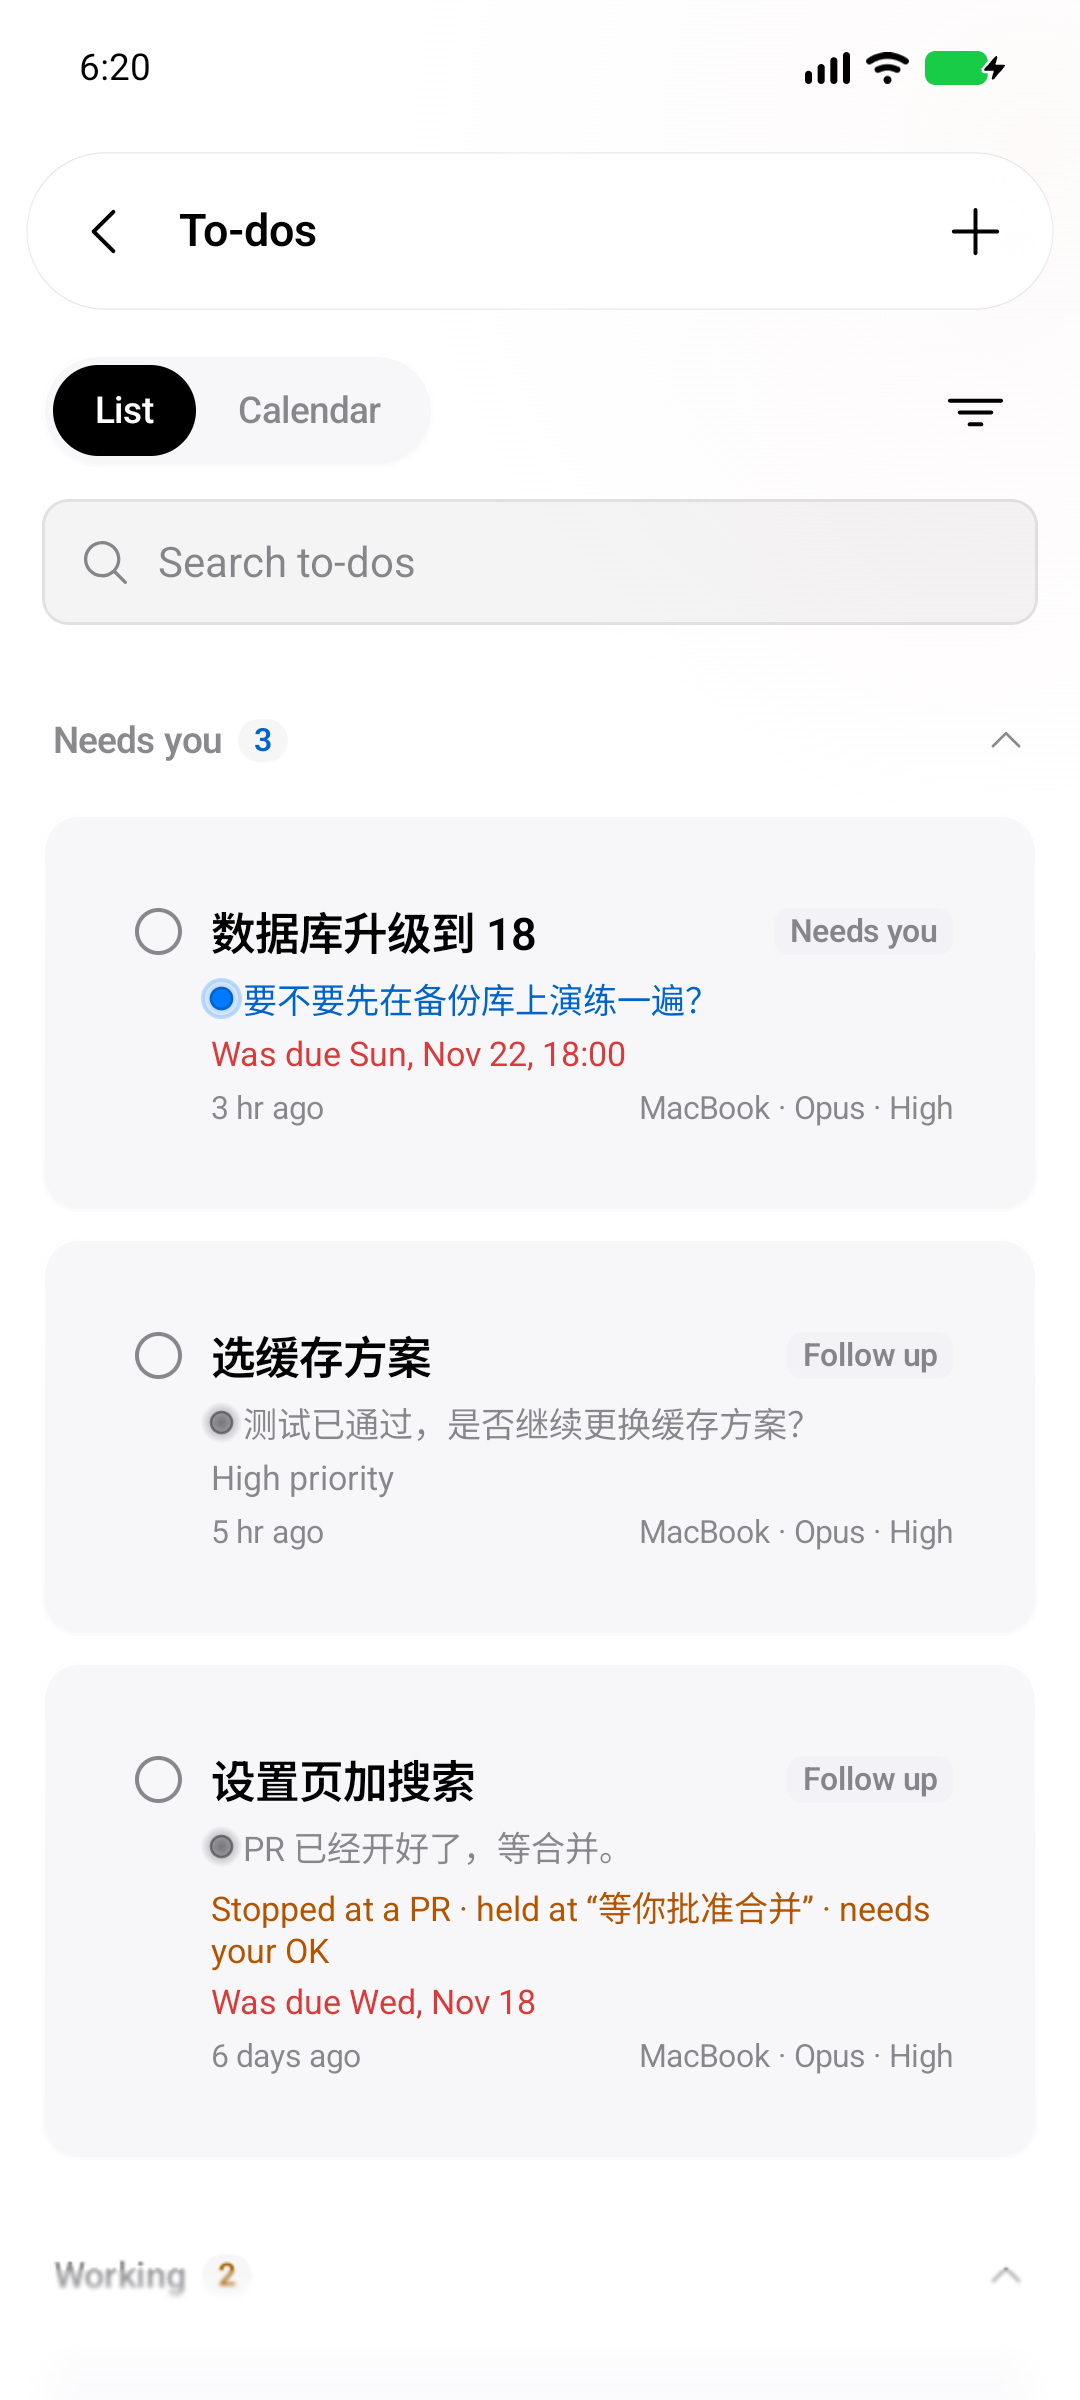 6:20
To-dos
List
Calendar
Search to-dos
Needs you 3
数据库升级到 18
Needs you
要不要先在备份库上演练一遍？
Was due Sun, Nov 22, 18:00
3 hr ago
MacBook · Opus · High
选缓存方案
Follow up
测试已通过，是否继续更换缓存方案？
High priority
5 hr ago
MacBook · Opus · High
设置页加搜索
Follow up
PR 已经开好了，等合并。
Stopped at a PR · held at “等你批准合并” · needs
your OK
Was due Wed, Nov 18
6 days ago
MacBook · Opus · High
Working 2